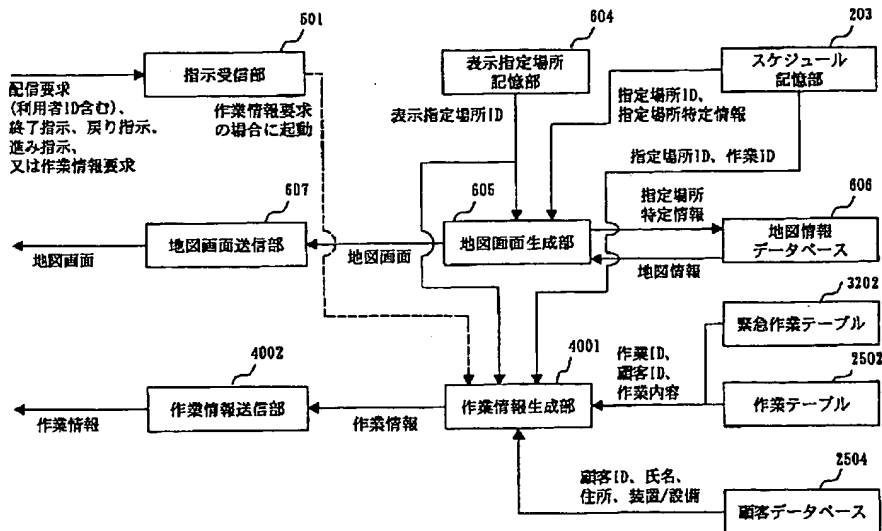 601
指示受信部
604
表示指定場所
記憶部
203
スケジュール
記憶部
配信要求
(利用者ID含む)、
終了指示、戻り指示、
進み指示、
又は作業情報要求
作業情報要求
の場合に起動
表示指定場所ID
指定場所ID、
指定場所特定情報
指定場所ID、作業ID
607
地図画面送信部
地図画面
605
地図画面生成部
地図画面
指定場所
特定情報
606
地図情報
データベース
地図情報
3202
緊急作業テーブル
4002
作業情報送信部
作業情報
4001
作業情報生成部
作業情報
作業ID、
顧客ID、
作業内容
2502
作業テーブル
顧客ID、氏名、
住所、装置/設備
2504
顧客データベース